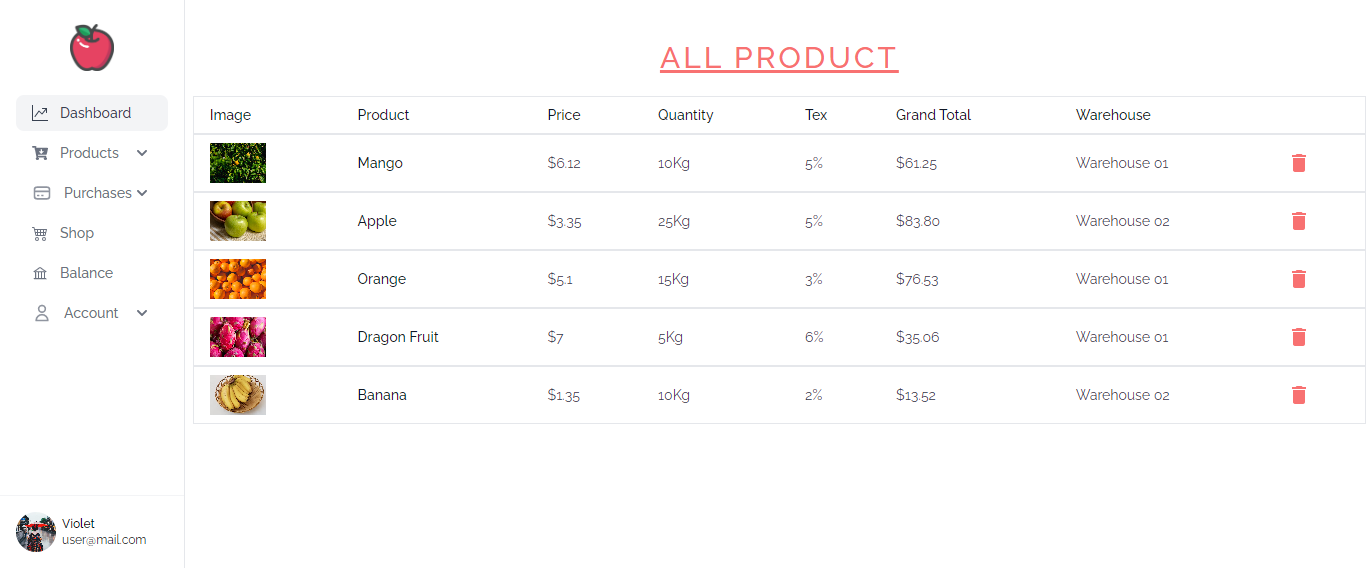 ALL PRODUCT
Dashboard
Products
Purchases
Shop
Balance
Account
Violet
user@mail.com
Image Product Price Quantity Tex Grand Total Warehouse
Mango $6.12 10Kg 5% $61.25 Warehouse 01
Apple $3.35 25Kg 5% $83.80 Warehouse 02
Orange $5.1 15Kg 3% $76.53 Warehouse 01
Dragon Fruit $7 5Kg 6% $35.06 Warehouse 01
Banana $1.35 10Kg 2% $13.52 Warehouse 02